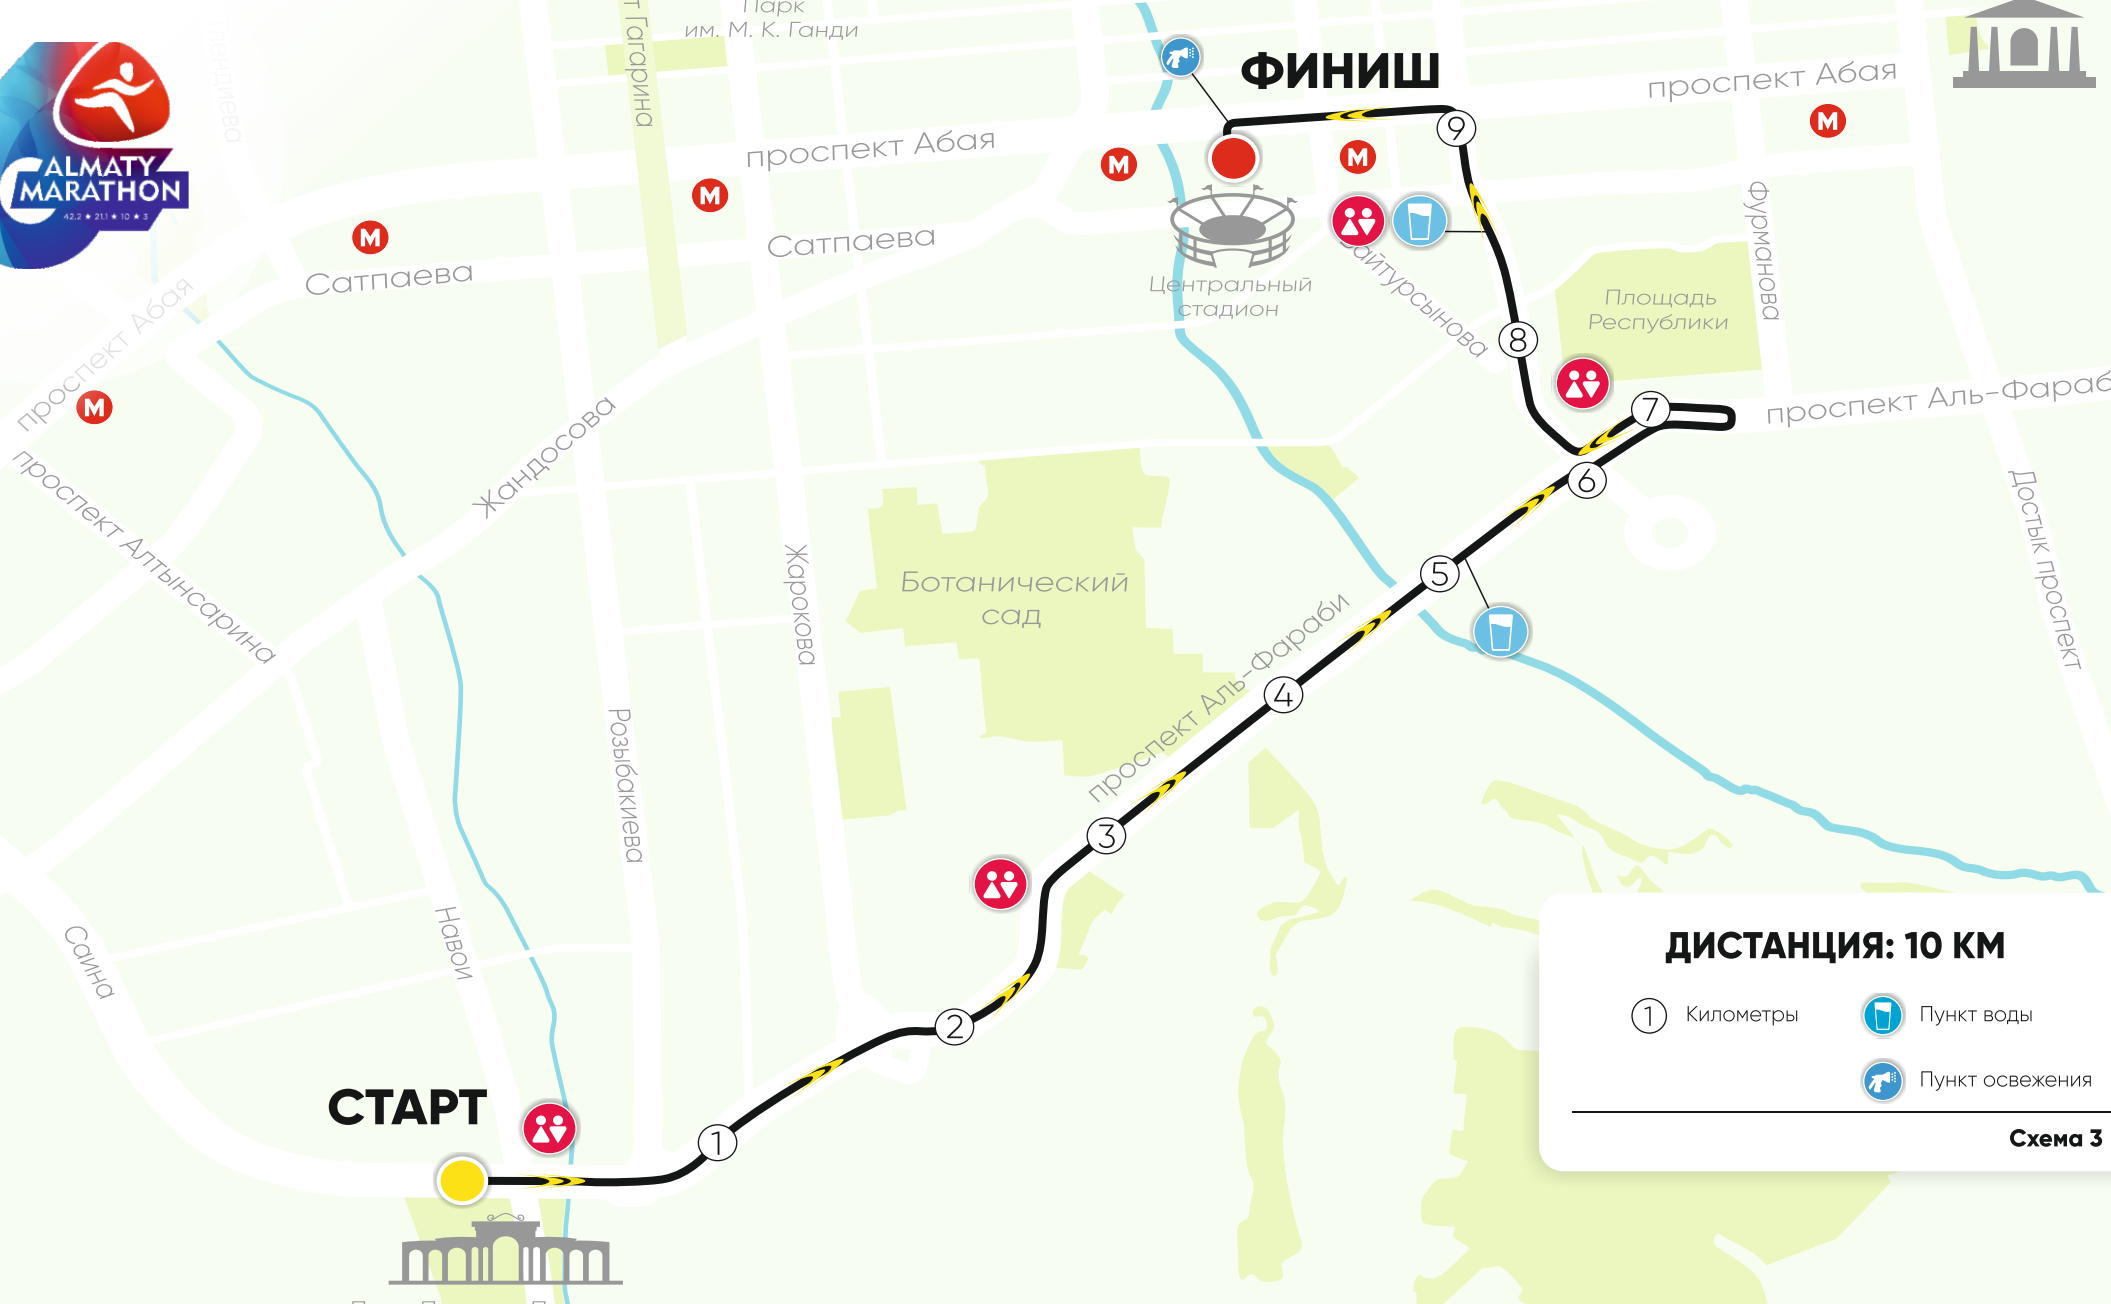 Парк
им. М. К. Ганди
ФИНИШ
проспект Абая
т Гагарина
ALMATY
MARATHON
42.2 ★ 21.1 ★ 10 ★ 3
проспект Абая
М
М
М
М
М
М
Сатпаева
Сатпаева
проспект Абая
Центральный
стадион
Байтурсынова
Площадь
Республики
Фурманова
проспект Аль-Фараб
9
8
7
6
5
4
3
2
1
Жандосова
проспект Алтынсарина
Жарокова
Ботанический
сад
проспект Аль-Фараби
Достык проспект
Розыбакиева
Навои
Саина
СТАРТ
ДИСТАНЦИЯ: 10 КМ
1 Километры
Пункт воды
Пункт освежения
Схема 3